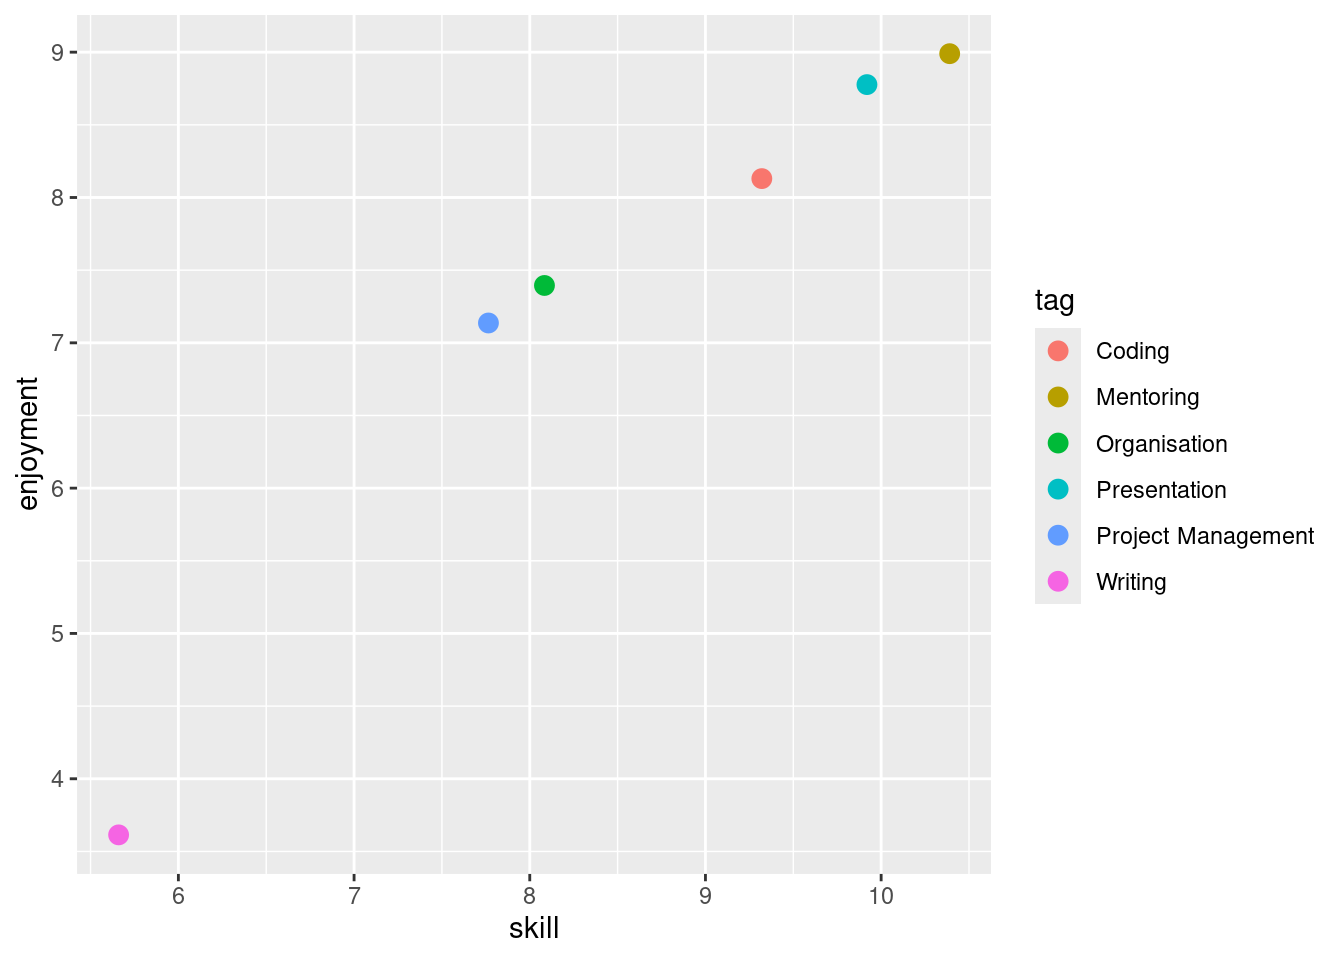 9
8
7
6
5
4
enjoyment
6 7 8 9 10
skill
tag
Coding
Mentoring
Organisation
Presentation
Project Management
Writing